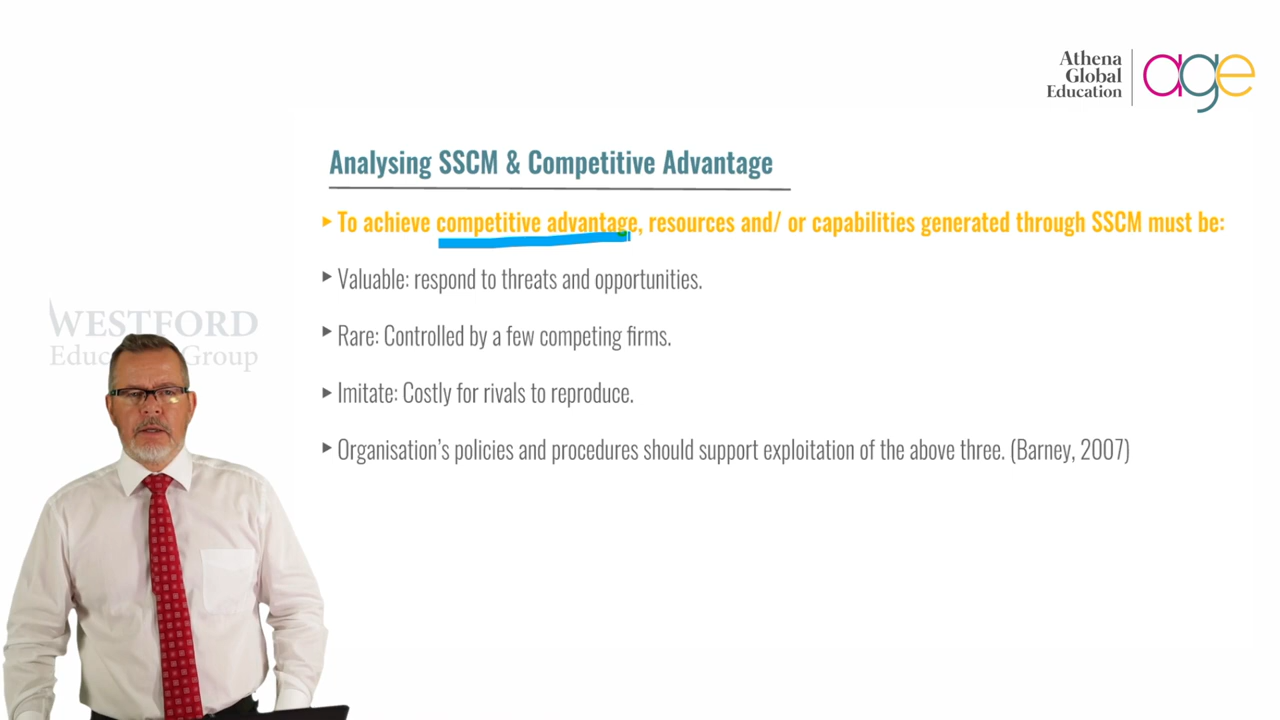 Athena
Global
Education
age
Analysing SSCM & Competitive Advantage
To achieve competitive advantage, resources and/ or capabilities generated through SSCM must be:
Valuable: respond to threats and opportunities.
Rare: Controlled by a few competing firms.
Imitate: Costly for rivals to reproduce.
Organisation's policies and procedures should support exploitation of the above three. (Barney, 2007)
WESTFORD
Group